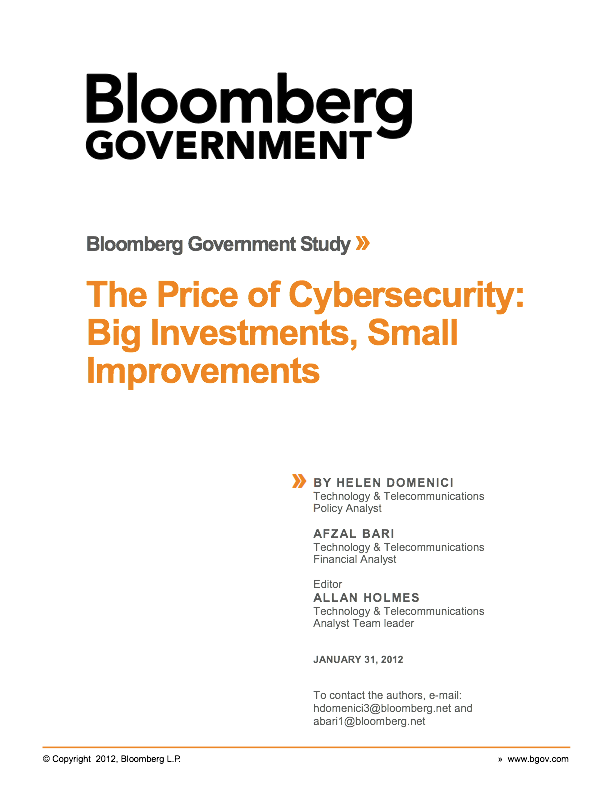 Bloomberg
GOVERNMENT
Bloomberg Government Study »
The Price of Cybersecurity:
Big Investments, Small
Improvements
» BY HELEN DOMENICI
Technology & Telecommunications
Policy Analyst
AFZAL BARI
Technology & Telecommunications
Financial Analyst
Editor
ALLAN HOLMES
Technology & Telecommunications
Analyst Team leader
JANUARY 31, 2012
To contact the authors, e-mail:
hdomenici3@bloomberg.net and
abari1@bloomberg.net
© Copyright 2012, Bloomberg L.P. » www.bgov.com